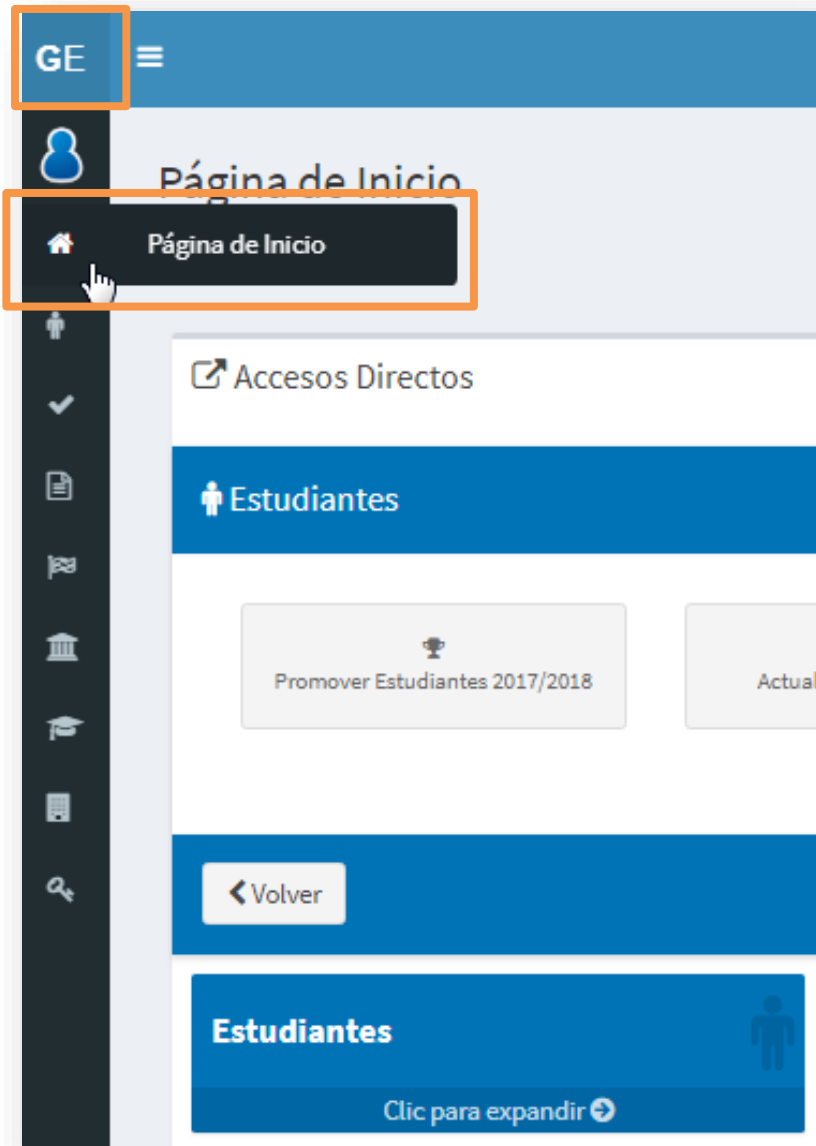 GE
Página de Inicio
Página de Inicio
Accesos Directos
Estudiantes
Promover Estudiantes 2017/2018
Actual
Volver
Estudiantes
Clic para expandir